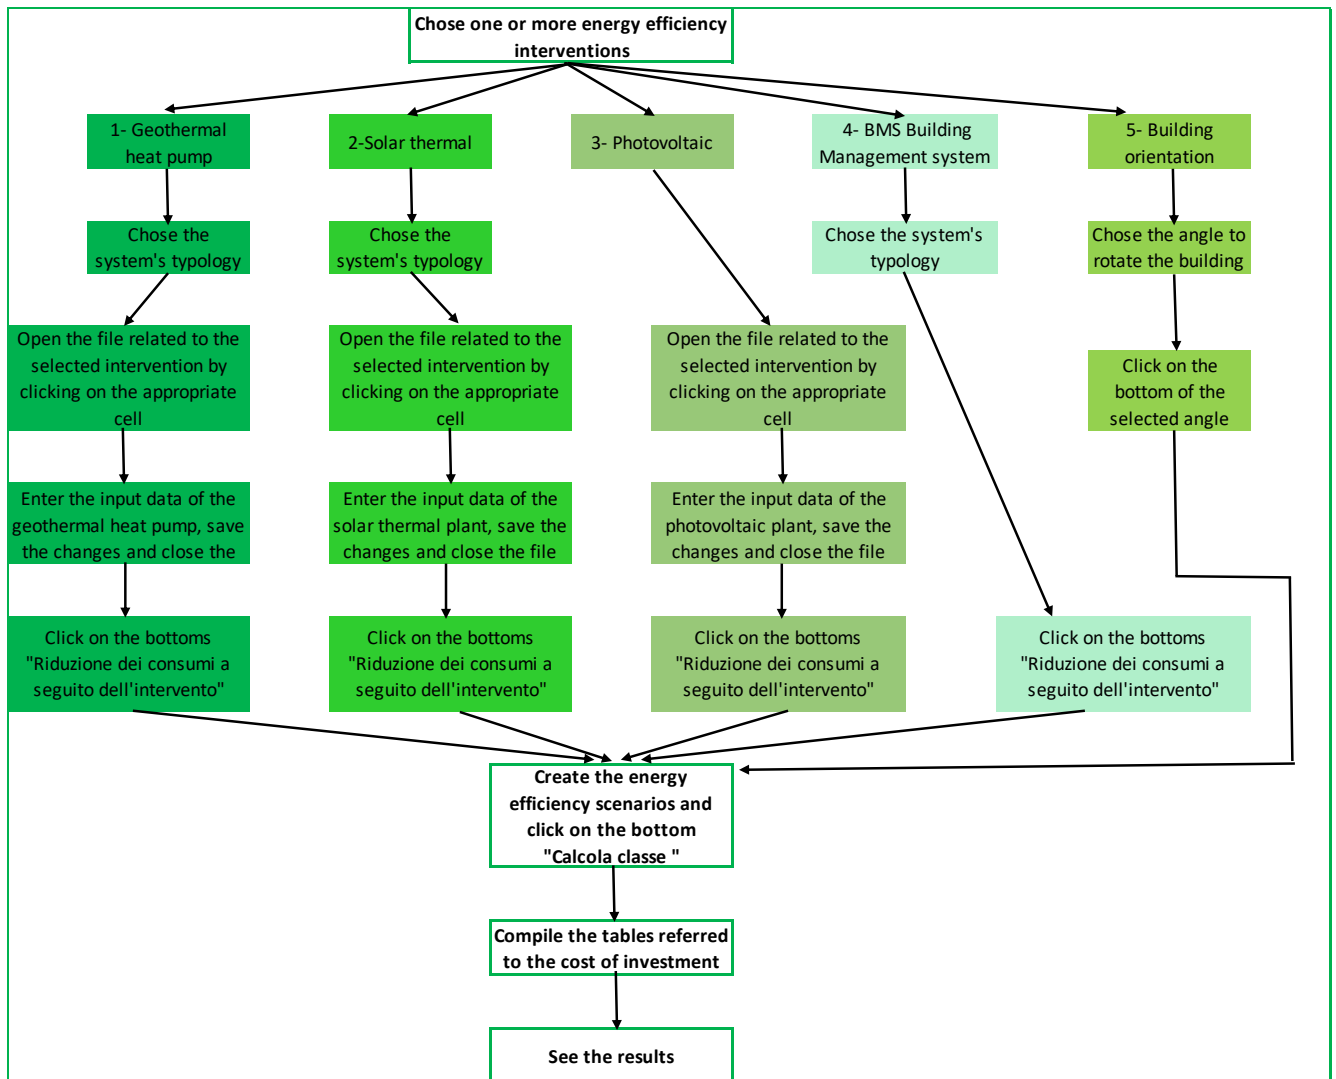 Chose one or more energy efficiency
interventions
1- Geothermal
heat pump
2-Solar thermal
3- Photovoltaic
4- BMS Building
Management system
5- Building
orientation
Chose the
system's typology
Chose the
system's typology
Chose the system's
typology
Chose the angle to
rotate the building
Open the file related to the
selected intervention by
clicking on the appropriate
cell
Open the file related to the
selected intervention by
clicking on the appropriate
cell
Open the file related to the
selected intervention by
clicking on the appropriate
cell
Click on the
bottom of the
selected angle
Enter the input data of the
geothermal heat pump, save
the changes and close the
Enter the input data of the
solar thermal plant, save the
changes and close the file
Enter the input data of the
photovoltaic plant, save the
changes and close the file
Click on the bottoms
"Riduzione dei consumi a
seguito dell'intervento"
Click on the bottoms
"Riduzione dei consumi a
seguito dell'intervento"
Click on the bottoms
"Riduzione dei consumi a
seguito dell'intervento"
Click on the bottoms
"Riduzione dei consumi a
seguito dell'intervento"
Create the energy
efficiency scenarios and
click on the bottom
"Calcola classe "
Compile the tables referred
to the cost of investment
See the results